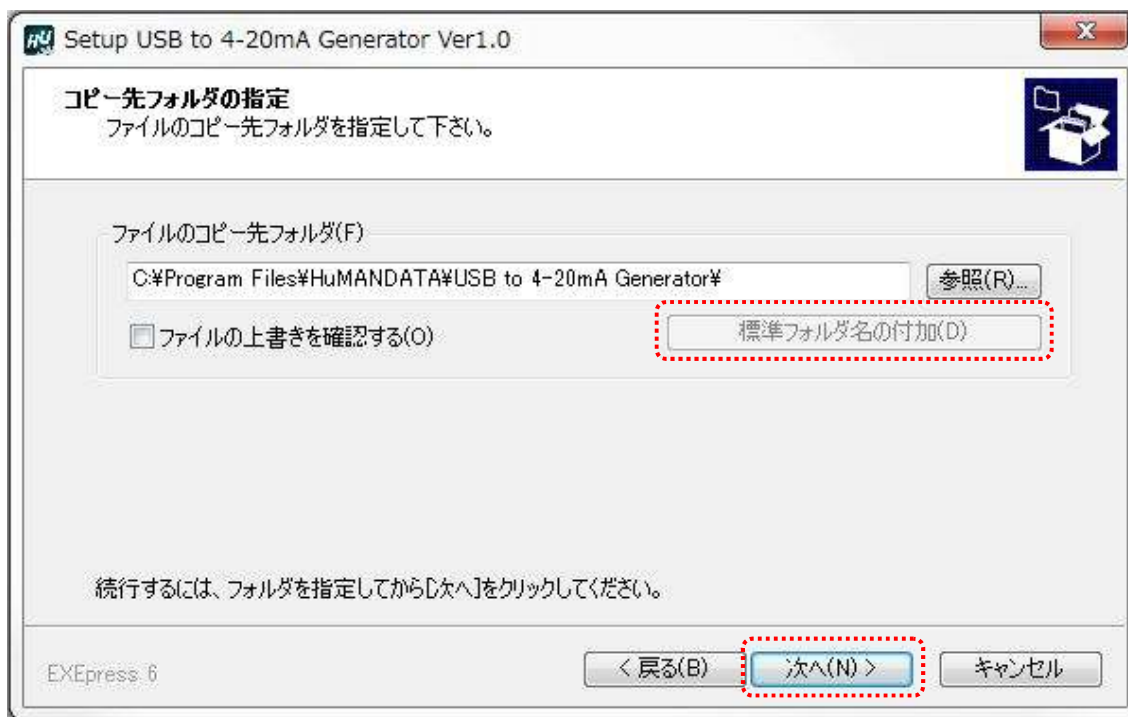 Setup USB to 4-20mA Generator Ver1.0
コピー先フォルダの指定
ファイルのコピー先フォルダを指定して下さい。
ファイルのコピー先フォルダ(F)
C:¥Program Files¥HuMANDATA¥USB to 4-20mA Generator¥
参照(R)...
ファイルの上書きを確認する(O)
標準フォルダ名の付加(D)
続行するには、フォルダを指定してから[次へ]をクリックしてください。
EXEpress 6
< 戻る(B)
次へ(N) >
キャンセル